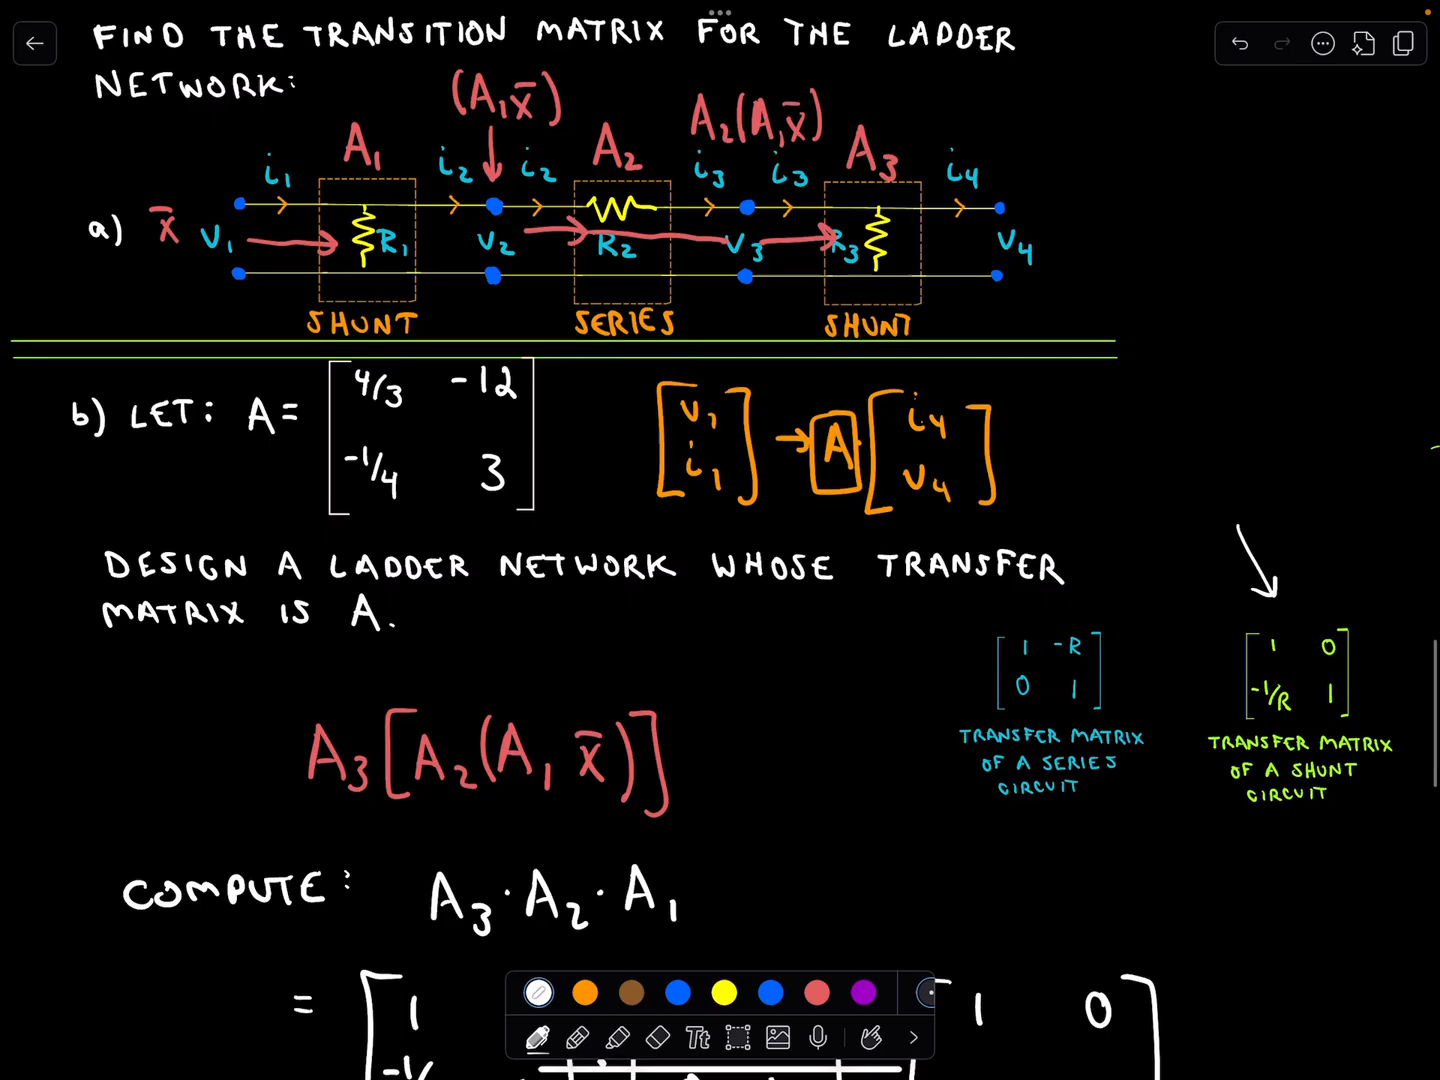 FIND THE TRANSITION MATRIX FOR THE LADDER
NETWORK:
(A₁x̄) A₂(A₁x̄)
A₁ A₂ A₃
i₁ i₂ i₂ i₃ i₃ i₄
a) x̄ V₁ R₁ V₂ R₂ V₃ R₃ V₄
SHUNT SERIES SHUNT
b) LET: A = [4/3 -12
-1/4 3]
[V₁ → A [i₄
i₁] V₄]
DESIGN A LADDER NETWORK WHOSE TRANSFER
MATRIX IS A.
[1 -R
0 1]
TRANSFER MATRIX
OF A SERIES
CIRCUIT
[1 0
-1/R 1]
TRANSFER MATRIX
OF A SHUNT
CIRCUIT
A₃[A₂(A₁ x̄)]
COMPUTE: A₃·A₂·A₁
= [1 1 0
Tt